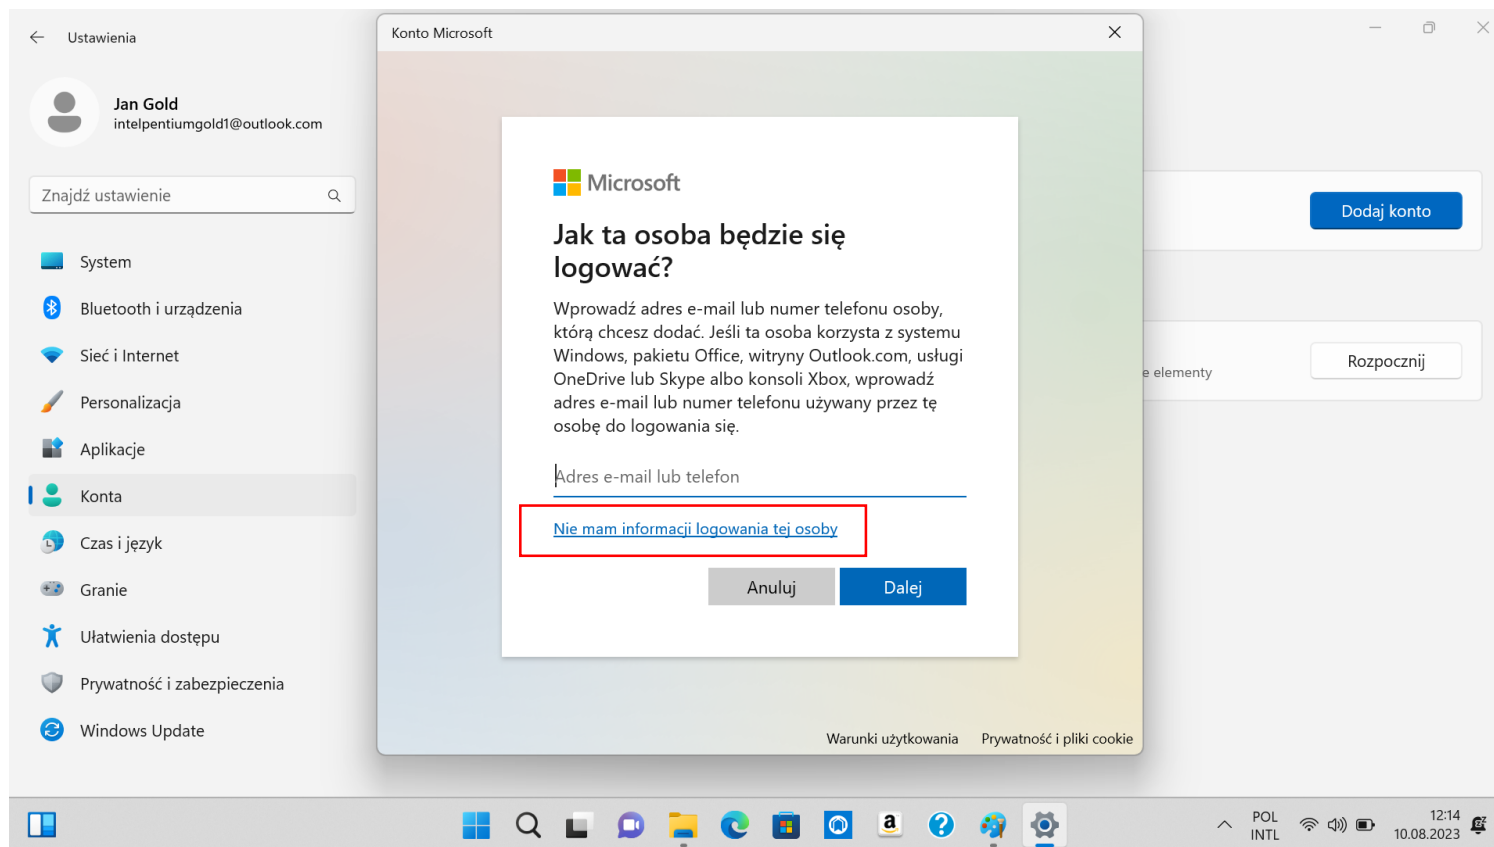 Ustawienia
Jan Gold
intelpentiumgold1@outlook.com
Znajdź ustawienie
System
Bluetooth i urządzenia
Sieć i Internet
Personalizacja
Aplikacje
Konta
Czas i język
Granie
Ułatwienia dostępu
Prywatność i zabezpieczenia
Windows Update
Konto Microsoft
Microsoft
Jak ta osoba będzie się
logować?
Wprowadź adres e-mail lub numer telefonu osoby,
którą chcesz dodać. Jeśli ta osoba korzysta z systemu
Windows, pakietu Office, witryny Outlook.com, usługi
OneDrive lub Skype albo konsoli Xbox, wprowadź
adres e-mail lub numer telefonu używany przez tę
osobę do logowania się.
Adres e-mail lub telefon
Nie mam informacji logowania tej osoby
Anuluj
Dalej
Warunki użytkowania
Prywatność i pliki cookie
Dodaj konto
e elementy
Rozpocznij
POL
INTL
12:14
10.08.2023